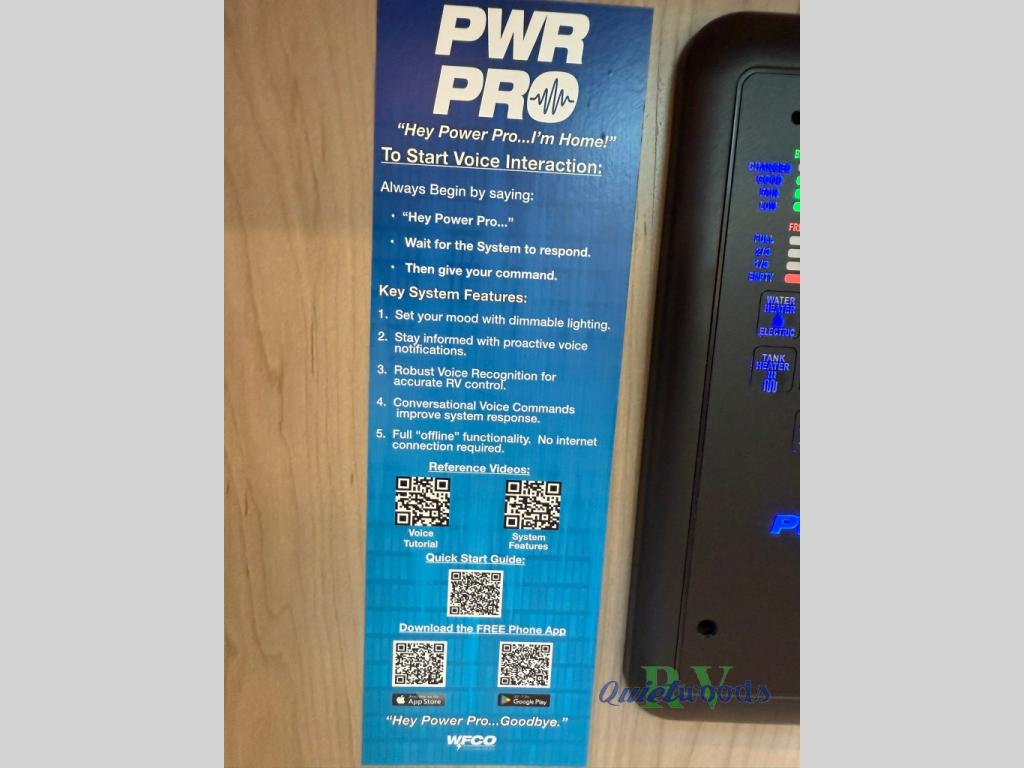 PWR
PRO
“Hey Power Pro...I’m Home!”
To Start Voice Interaction:
Always Begin by saying:
· “Hey Power Pro...”
· Wait for the System to respond.
· Then give your command.
Key System Features:
1. Set your mood with dimmable lighting.
2. Stay informed with proactive voice
notifications.
3. Robust Voice Recognition for
accurate RV control.
4. Conversational Voice Commands
improve system response.
5. Full “offline” functionality. No internet
connection required.
Reference Videos:
Voice
Tutorial
System
Features
Quick Start Guide:
Download the FREE Phone App
App Store
Google Play
“Hey Power Pro...Goodbye.”
WFCO
CHARGED
GOOD
FAIR
LOW
FULL
2/3
1/3
EMPTY
WATER
HEATER
ELECTRIC
TANK
HEATER
RV
Quietwoods